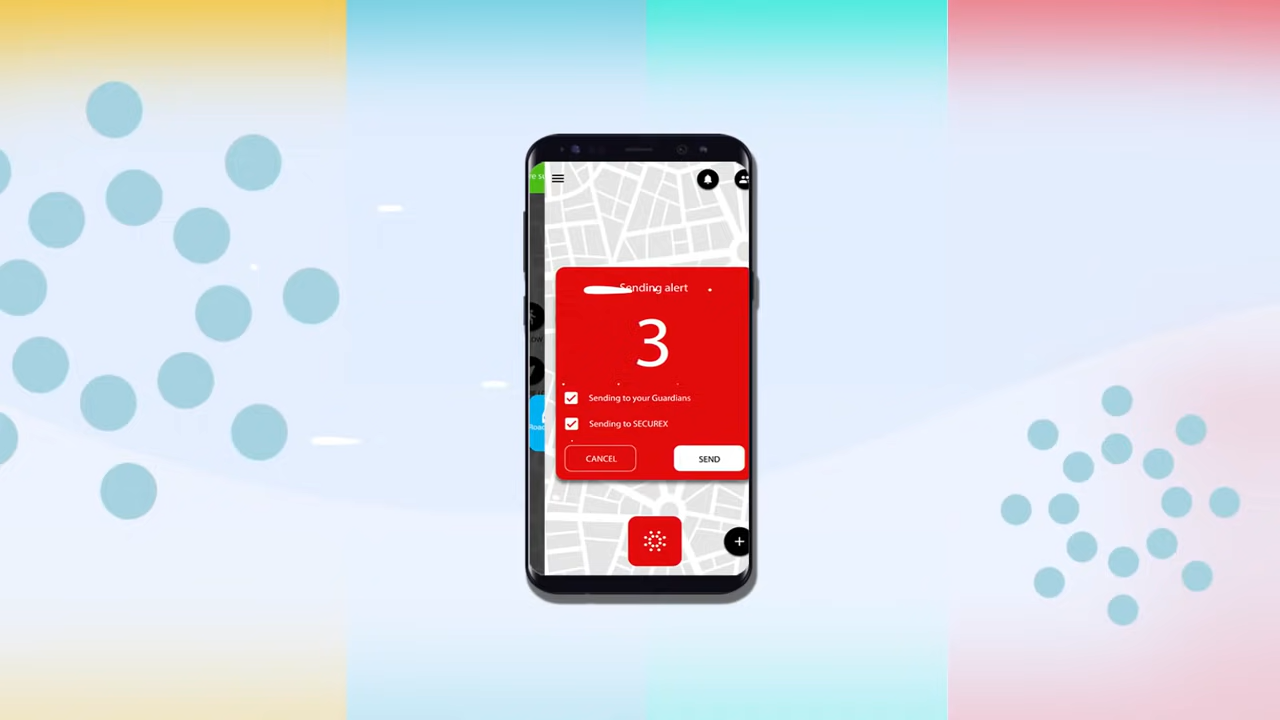 Sending alert
3
Sending to your Guardians
Sending to SECUREX
CANCEL
SEND